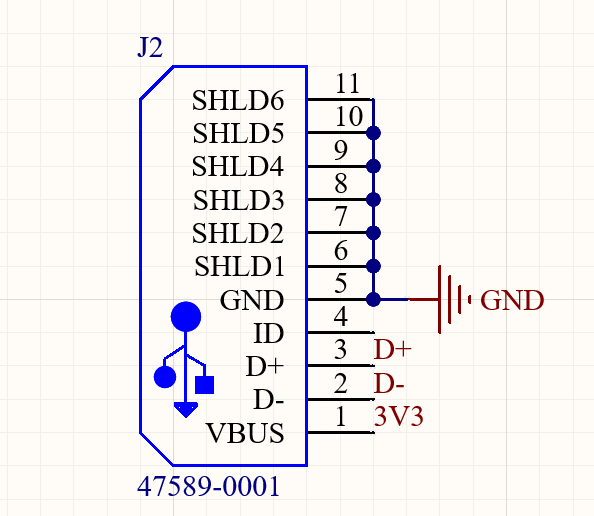 J2
SHLD6 11
SHLD5 10
SHLD4 9
SHLD3 8
SHLD2 7
SHLD1 6
GND 5 GND
ID 4
D+ 3 D+
D- 2 D-
VBUS 1 3V3
47589-0001